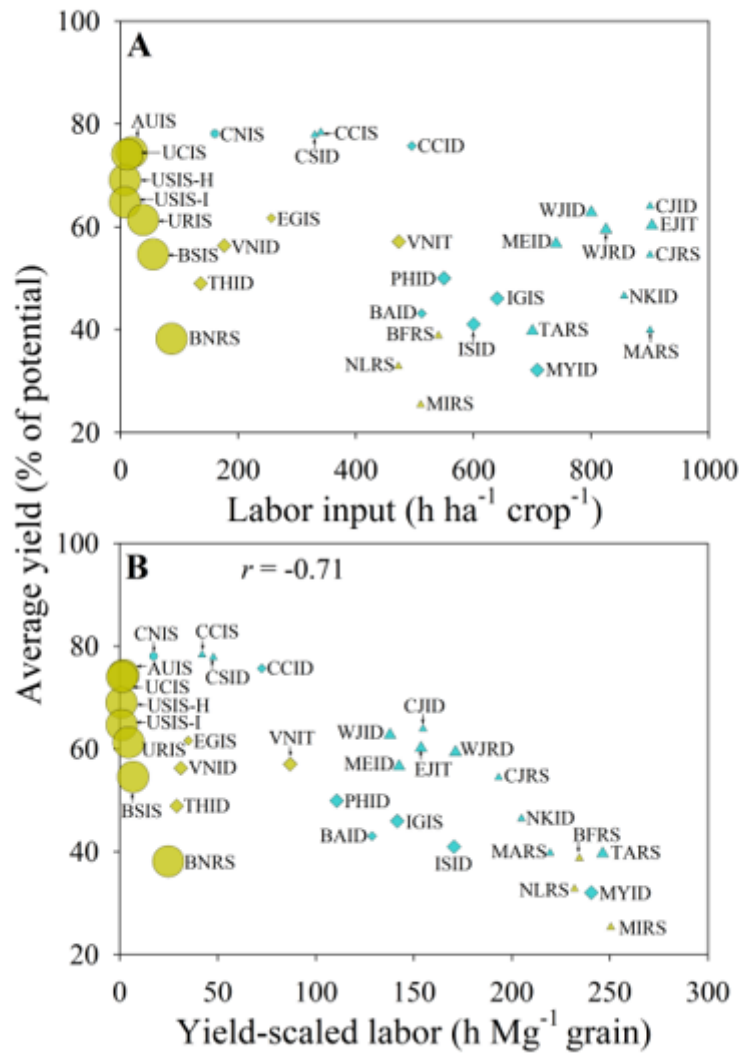 Average yield (% of potential)
A
100
80
60
40
20
AUIS
CNIS
CCIS
CSID
CCID
UCIS
USIS-H
USIS-I
URIS
EGIS
WJID
CJID
EJIT
BSIS
VNID
VNIT
MEID
WJRD
CJRS
THID
PHID
IGIS
NKID
BAID
BNRS
BFRS
ISID
TARS
MARS
NLRS
MYID
MIRS
0 200 400 600 800 1000
Labor input (h ha⁻¹ crop⁻¹)
B
r = -0.71
100
80
60
40
20
CNIS
CCIS
AUIS
CSID
CCID
UCIS
USIS-H
USIS-I
CJID
URIS
EGIS
VNIT
WJID
WJRD
VNID
MEID
EJIT
CJRS
BSIS
THID
PHID
IGIS
NKID
BAID
BFRS
BNRS
ISID
MARS
TARS
NLRS
MYID
MIRS
0 50 100 150 200 250 300
Yield-scaled labor (h Mg⁻¹ grain)